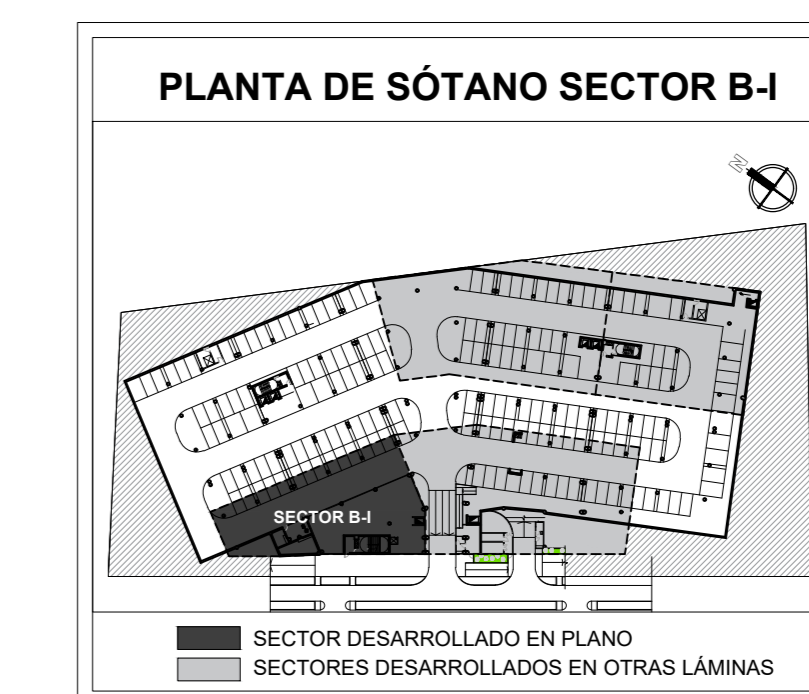 PLANTA DE SÓTANO SECTOR B-I
N
SECTOR B-I
SECTOR DESARROLLADO EN PLANO
SECTORES DESARROLLADOS EN OTRAS LÁMINAS